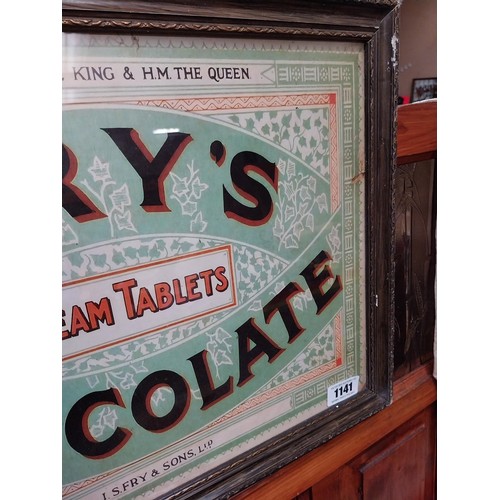 KING & H.M. THE QUEEN
RY'S
EAM TABLETS
COLATE
1141
J.S. FRY & SONS, LTD